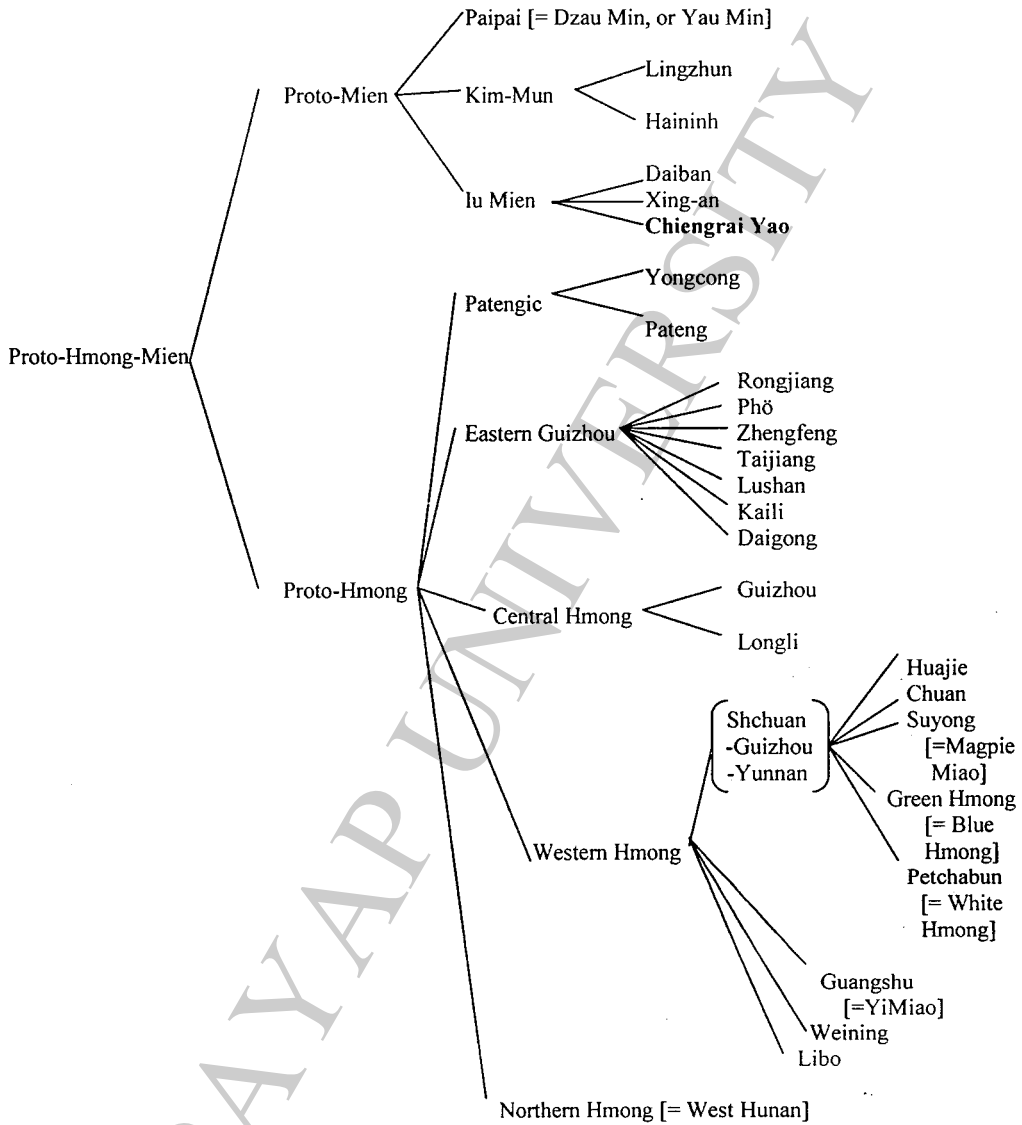 Paipai [= Dzau Min, or Yau Min]
Lingzhun
Proto-Mien
Kim-Mun
Haininh
Daiban
Iu Mien
Xing-an
Chiengrai Yao
Yongcong
Patengic
Pateng
Proto-Hmong-Mien
Rongjiang
Phö
Eastern Guizhou
Zhengfeng
Taijiang
Lushan
Kaili
Daigong
Proto-Hmong
Guizhou
Central Hmong
Longli
Huajie
Chuan
Shchuan
-Guizhou
-Yunnan
Suyong
[=Magpie
Miao]
Green Hmong
[= Blue
Hmong]
Western Hmong
Petchabun
[= White
Hmong]
Guangshu
[=YiMiao]
Weining
Libo
Northern Hmong [= West Hunan]
PAYAP UNIVERSITY